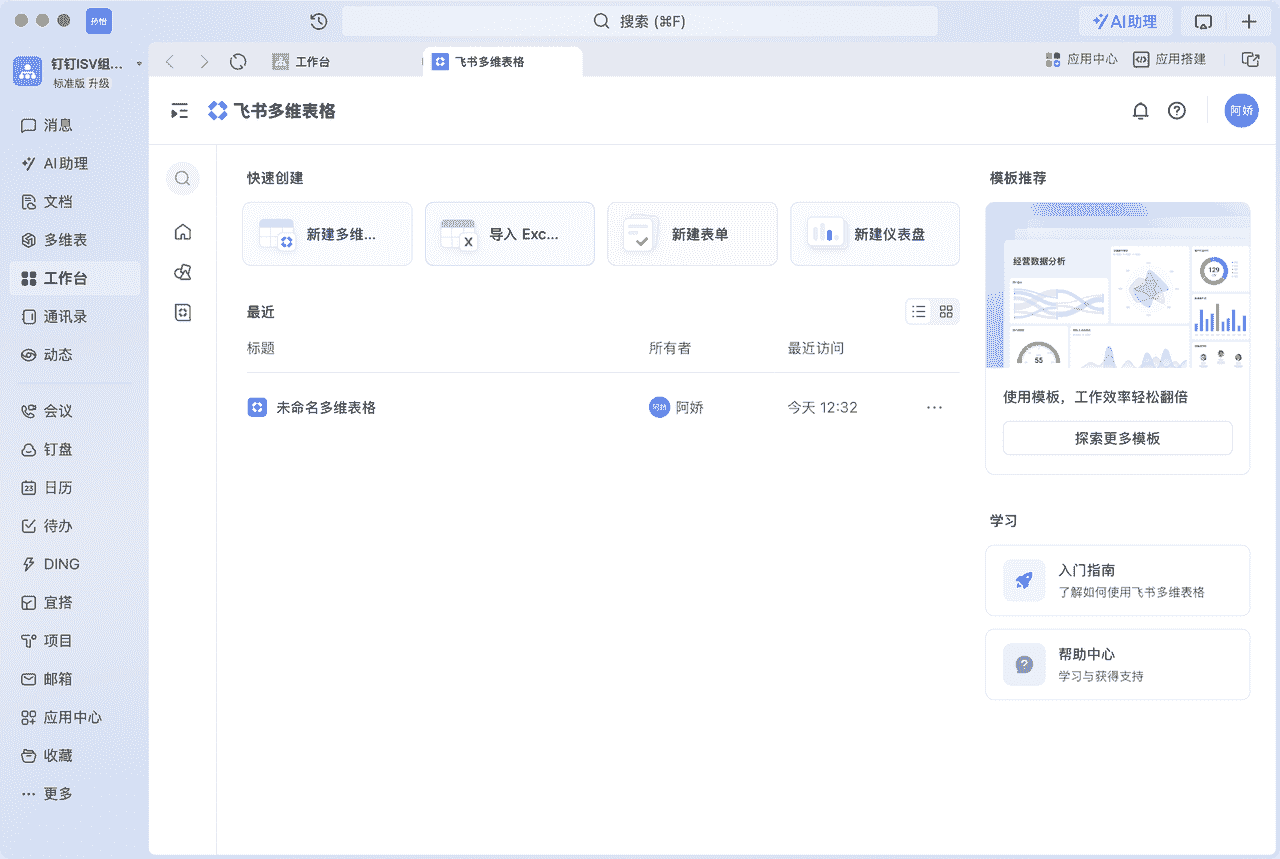 孙怡
搜索 (⌘F)
AI助理
钉钉ISV组...
标准版 升级
消息
AI助理
文档
多维表
工作台
通讯录
动态
会议
钉盘
23
日历
待办
DING
宜搭
项目
邮箱
应用中心
收藏
更多
工作台
飞书多维表格
应用中心
应用搭建
飞书多维表格
阿娇
快速创建
新建多维...
X
导入 Exc...
新建表单
新建仪表盘
最近
标题
所有者
最近访问
未命名多维表格
阿娇
阿娇
今天 12:32
模板推荐
经营数据分析
129
55
使用模板，工作效率轻松翻倍
探索更多模板
学习
入门指南
了解如何使用飞书多维表格
帮助中心
学习与获得支持